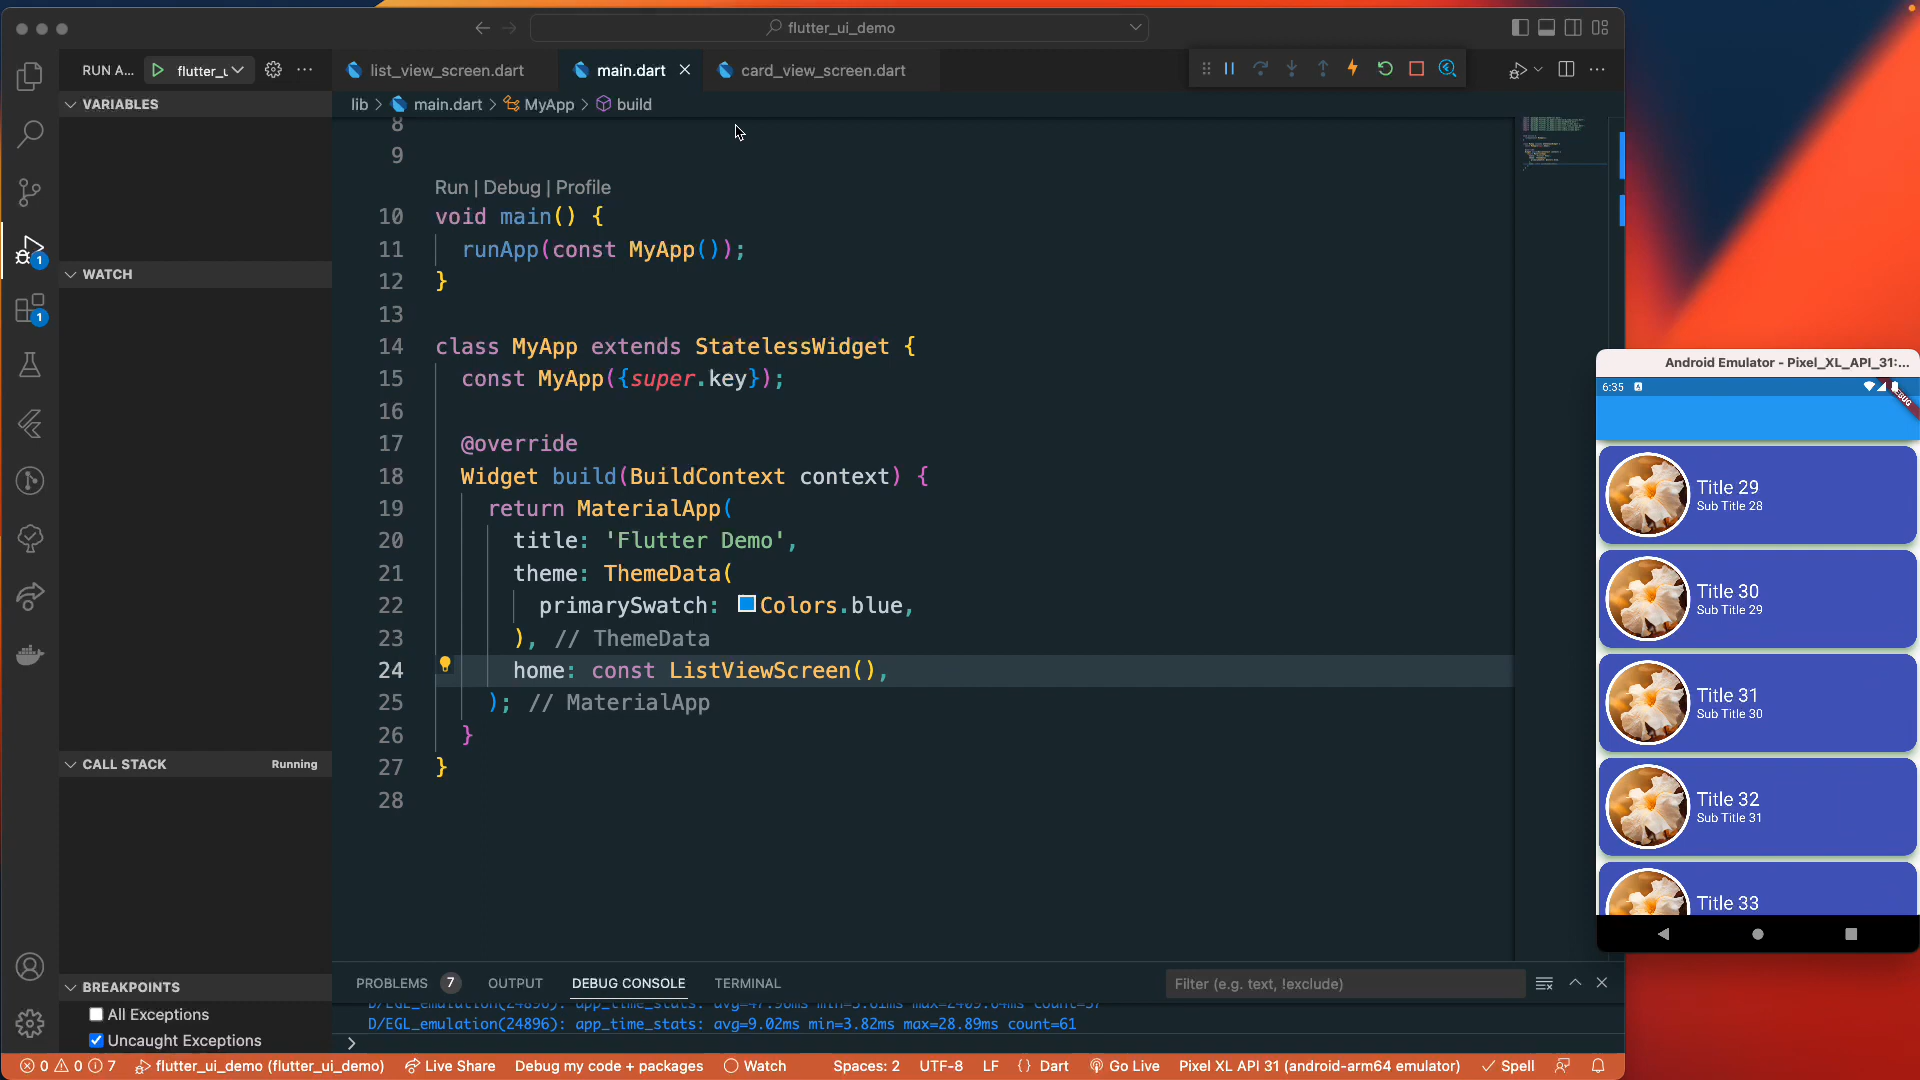 flutter_ui_demo
RUN A...
flutter_u
list_view_screen.dart
main.dart
card_view_screen.dart
VARIABLES
lib > main.dart > MyApp > build
8
9
Run | Debug | Profile
10 void main() {
11 runApp(const MyApp());
12 }
13
14 class MyApp extends StatelessWidget {
15 const MyApp({super.key});
16
17 @override
18 Widget build(BuildContext context) {
19 return MaterialApp(
20 title: 'Flutter Demo',
21 theme: ThemeData(
22 primarySwatch: Colors.blue,
23 ), // ThemeData
24 home: const ListViewScreen(),
25 ); // MaterialApp
26 }
27 }
28
1
WATCH
1
CALL STACK
Running
BREAKPOINTS
All Exceptions
Uncaught Exceptions
PROBLEMS 7
OUTPUT
DEBUG CONSOLE
TERMINAL
Filter (e.g. text, !exclude)
D/EGL_emulation(24896): app_time_stats: avg=47.96ms min=3.61ms max=2409.64ms count=37
D/EGL_emulation(24896): app_time_stats: avg=9.02ms min=3.82ms max=28.89ms count=61
>
0 0 7
flutter_ui_demo (flutter_ui_demo)
Live Share
Debug my code + packages
Watch
Spaces: 2
UTF-8
LF
{ } Dart
Go Live
Pixel XL API 31 (android-arm64 emulator)
Spell
Android Emulator - Pixel_XL_API_31:...
6:35
Title 29
Sub Title 28
Title 30
Sub Title 29
Title 31
Sub Title 30
Title 32
Sub Title 31
Title 33